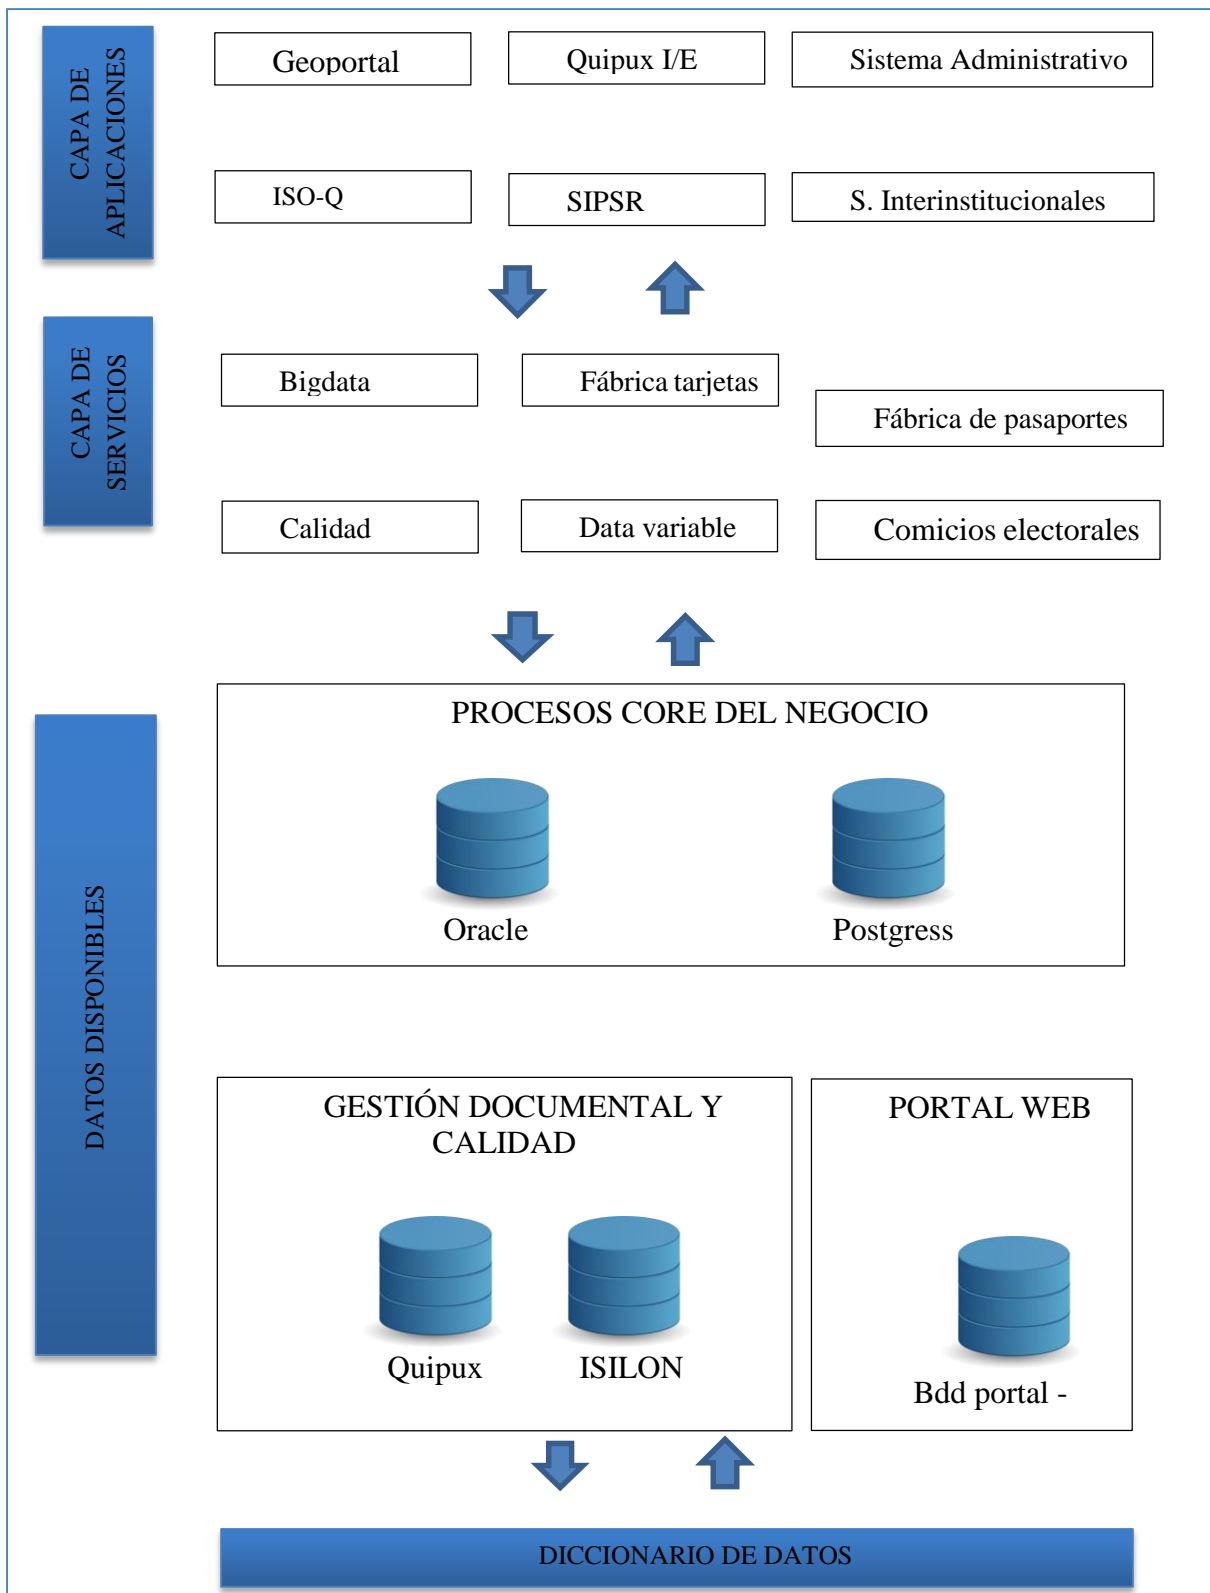 CAPA DE
APLICACIONES
Geoportal
Quipux I/E
Sistema Administrativo
ISO-Q
SIPSR
S. Interinstitucionales
CAPA DE
SERVICIOS
Bigdata
Fábrica tarjetas
Fábrica de pasaportes
Calidad
Data variable
Comicios electorales
DATOS DISPONIBLES
PROCESOS CORE DEL NEGOCIO
Oracle
Postgress
GESTIÓN DOCUMENTAL Y
CALIDAD
Quipux
ISILON
PORTAL WEB
Bdd portal -
DICCIONARIO DE DATOS